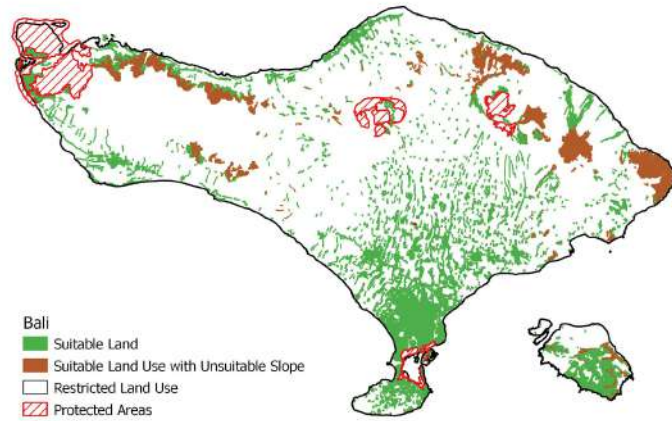 Bali
Suitable Land
Suitable Land Use with Unsuitable Slope
Restricted Land Use
Protected Areas